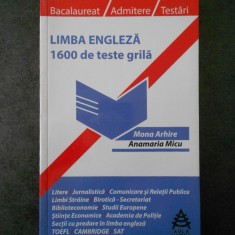 Bacalaureat Admitere Testări
LIMBA ENGLEZĂ
1600 de teste grilă
Mona Arhire
Anamaria Micu
Litere Jurnalistică Comunicare și Relații Publice
Limbi Străine Birotică - Secretariat
Biblioteconomie Studii Europene
Științe Economice Academia de Poliție
Secții cu predare în limba engleză
TOEFL CAMBRIDGE SAT